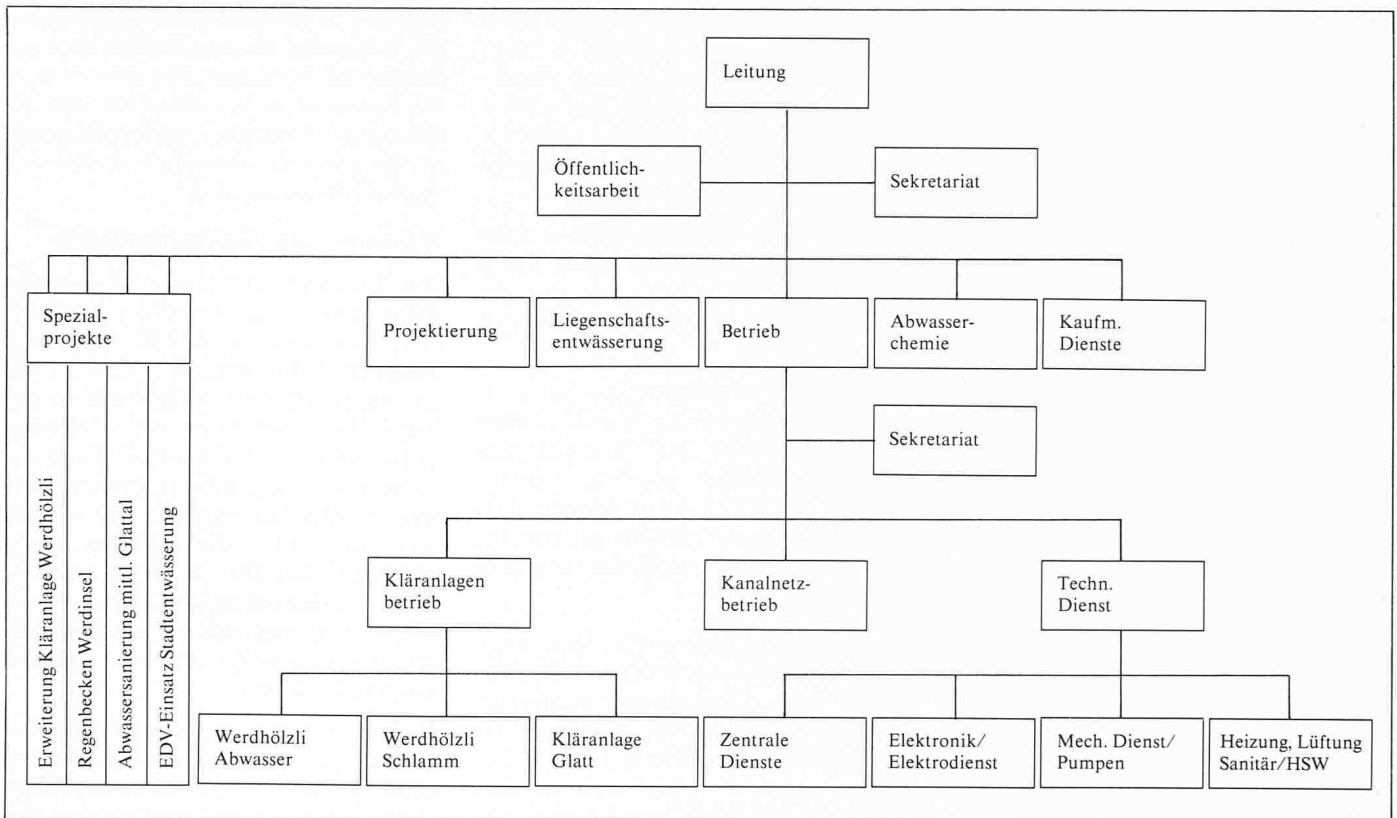 Leitung
Öffentlich-
keitsarbeit
Sekretariat
Spezial-
projekte
Projektierung
Liegenschafts-
entwässerung
Betrieb
Abwasser-
chemie
Kaufm.
Dienste
Erweiterung Kläranlage Werdhölzli
Regenbecken Werdinsel
Abwassersanierung mittl. Glattal
EDV-Einsatz Stadtentwässerung
Sekretariat
Kläranlagen
betrieb
Kanalnetz-
betrieb
Techn.
Dienst
Werdhölzli
Abwasser
Werdhölzli
Schlamm
Kläranlage
Glatt
Zentrale
Dienste
Elektronik/
Elektrodienst
Mech. Dienst/
Pumpen
Heizung, Lüftung
Sanitär/HSW